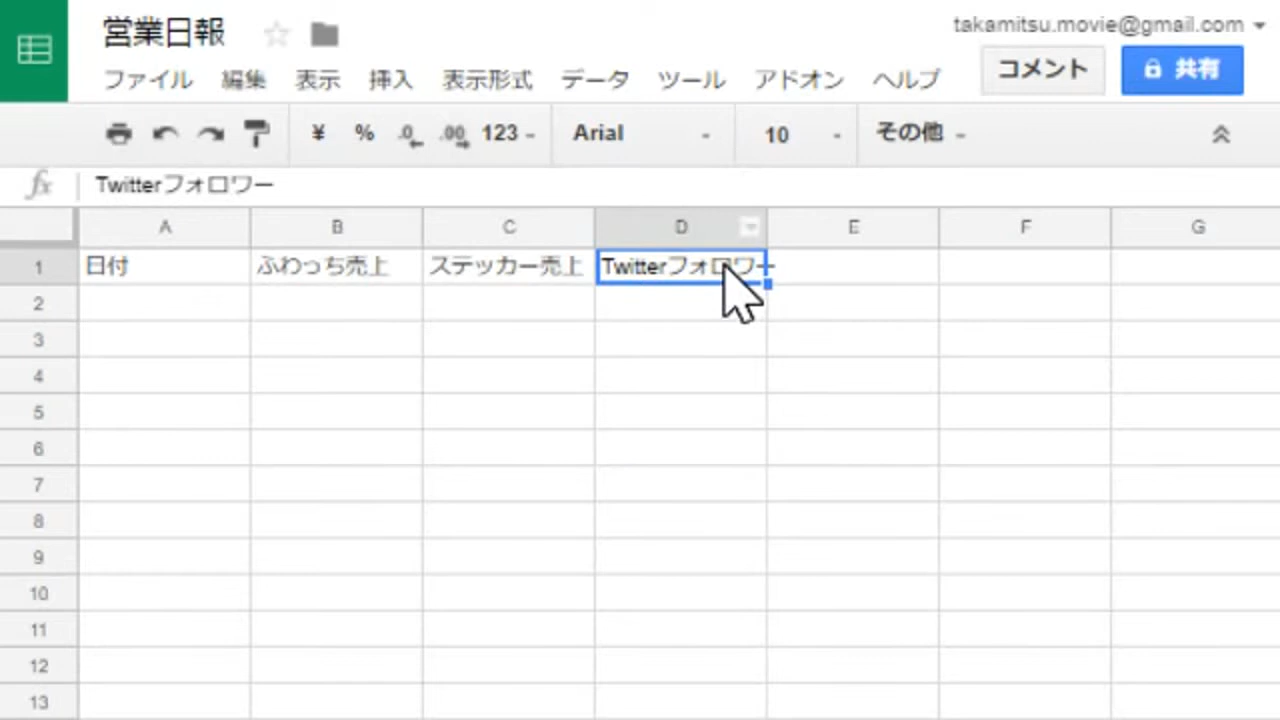 営業日報
takamitsu.movie@gmail.com
ファイル 編集 表示 挿入 表示形式 データ ツール アドオン ヘルプ
コメント 共有
¥ % .0 .00 123 Arial 10 その他
fx Twitterフォロワー
A B C D E F G
1 日付 ふわっち売上 ステッカー売上 Twitterフォロワー
2
3
4
5
6
7
8
9
10
11
12
13